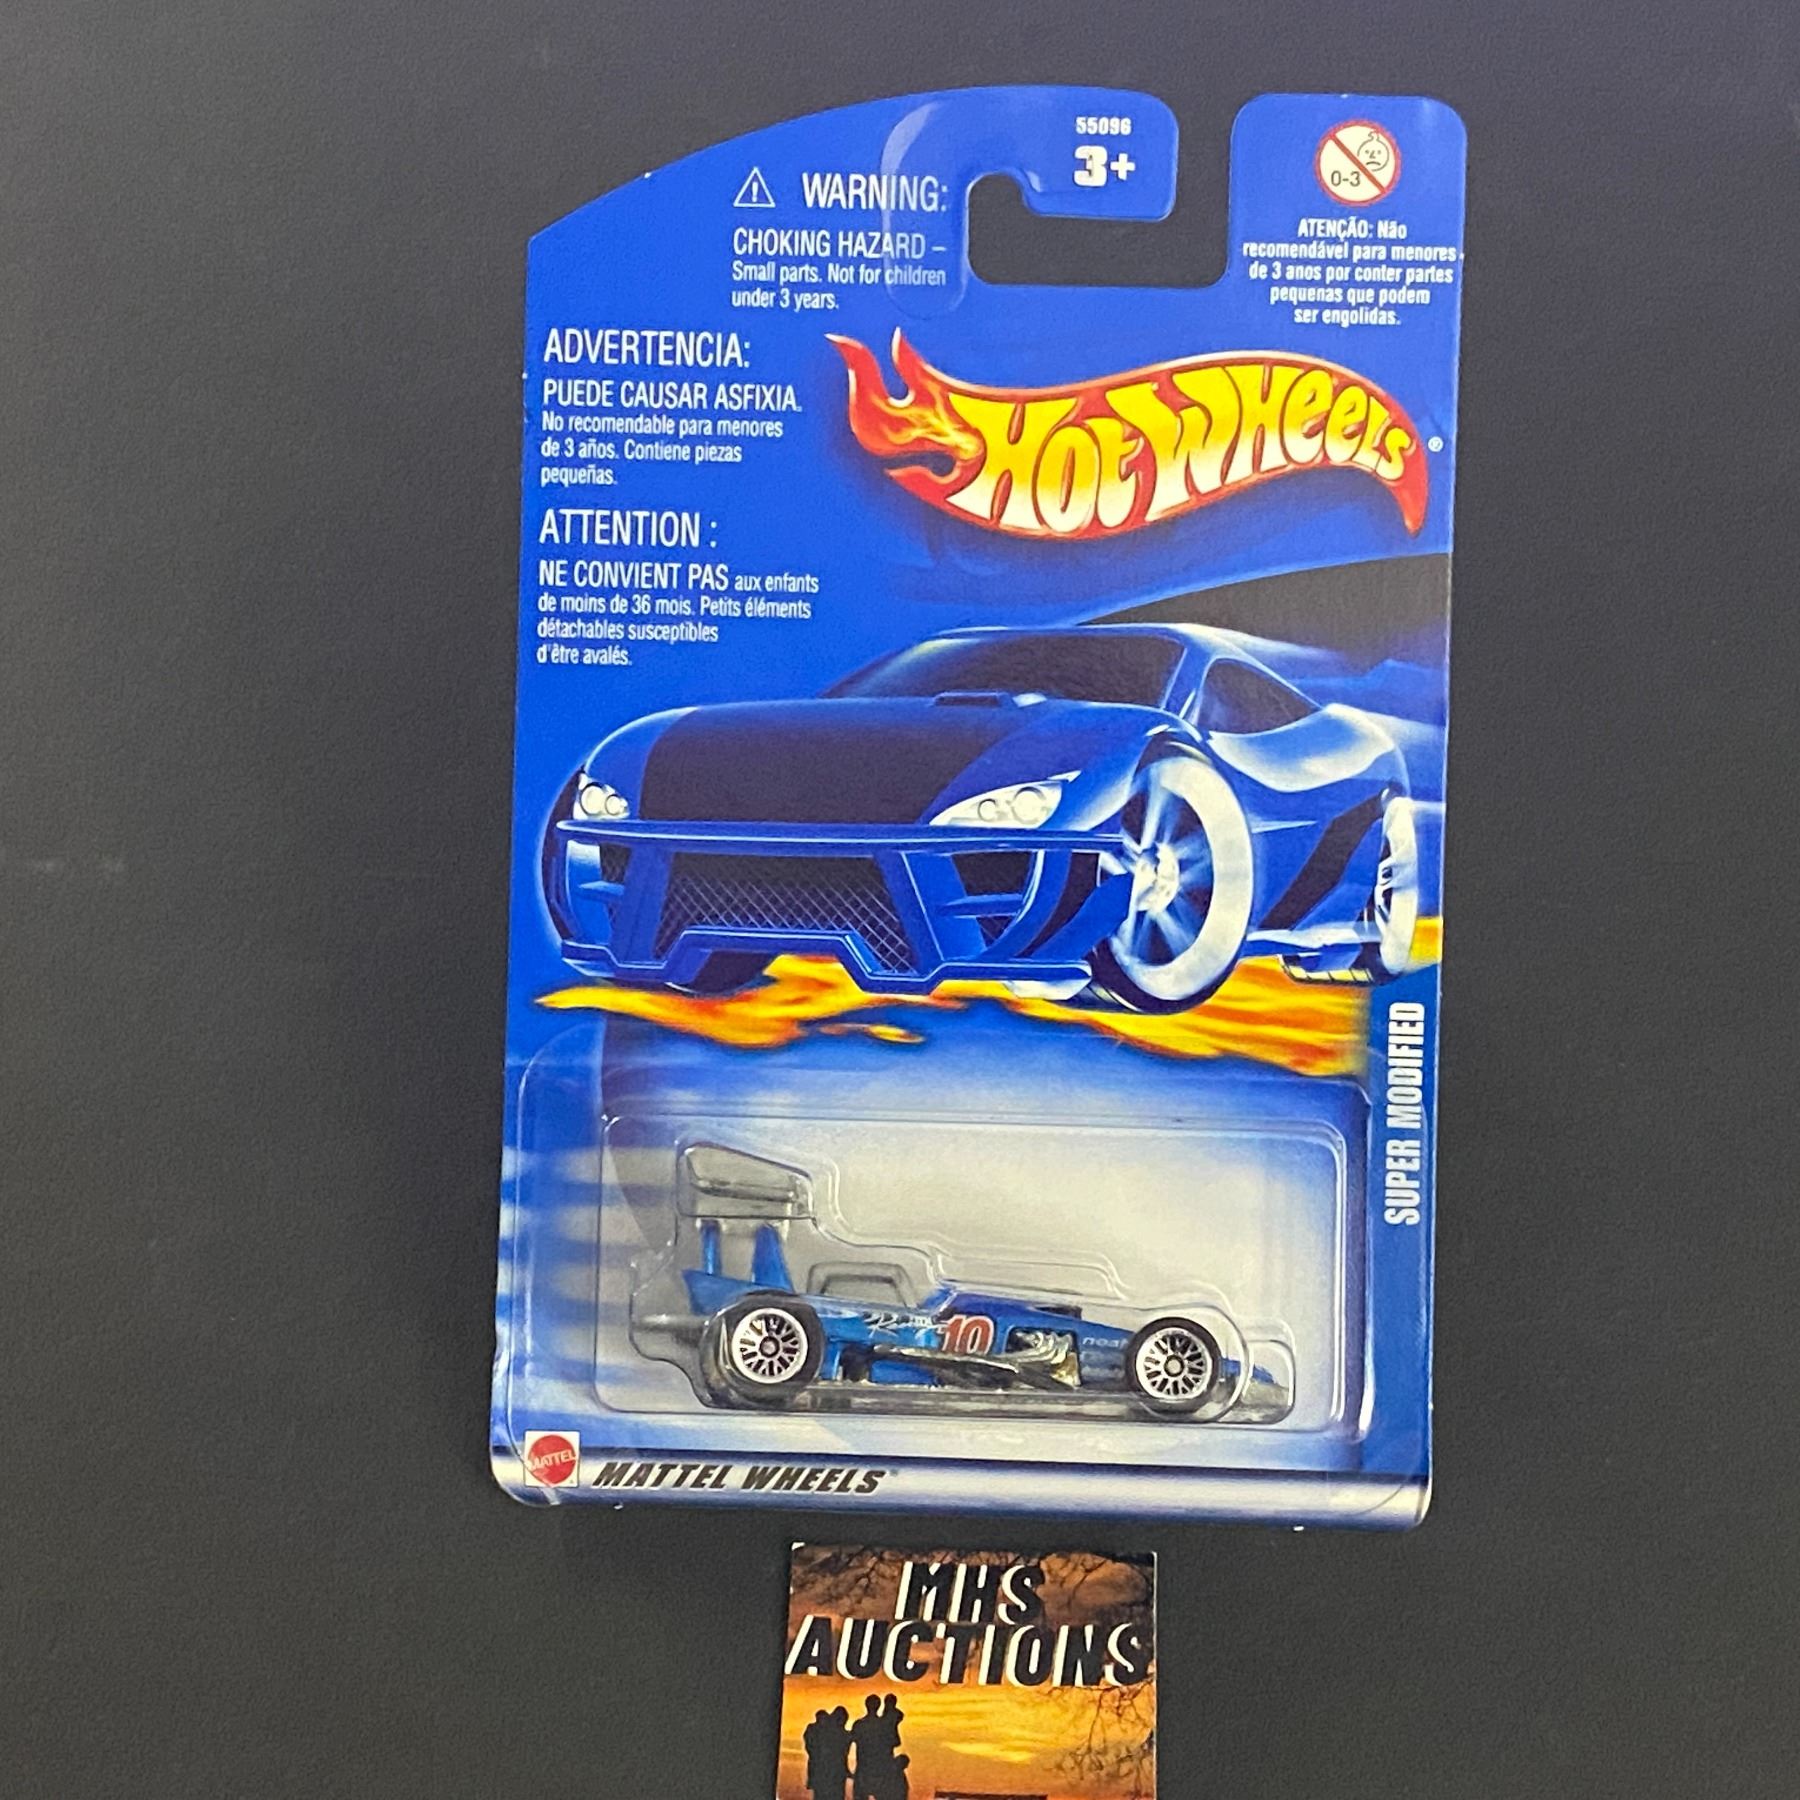 55096
3+
WARNING:
CHOKING HAZARD –
Small parts. Not for children
under 3 years.
0-3
ATENÇÃO: Não
recomendável para menores
de 3 anos por conter partes
pequenas que podem
ser engolidas.
ADVERTENCIA:
PUEDE CAUSAR ASFIXIA.
No recomendable para menores
de 3 años. Contiene piezas
pequeñas.
ATTENTION :
NE CONVIENT PAS aux enfants
de moins de 36 mois. Petits éléments
détachables susceptibles
d'être avalés.
HOT WHEELS®
SUPER MODIFIED
10
MATTEL
MATTEL WHEELS™
MHS
AUCTIONS